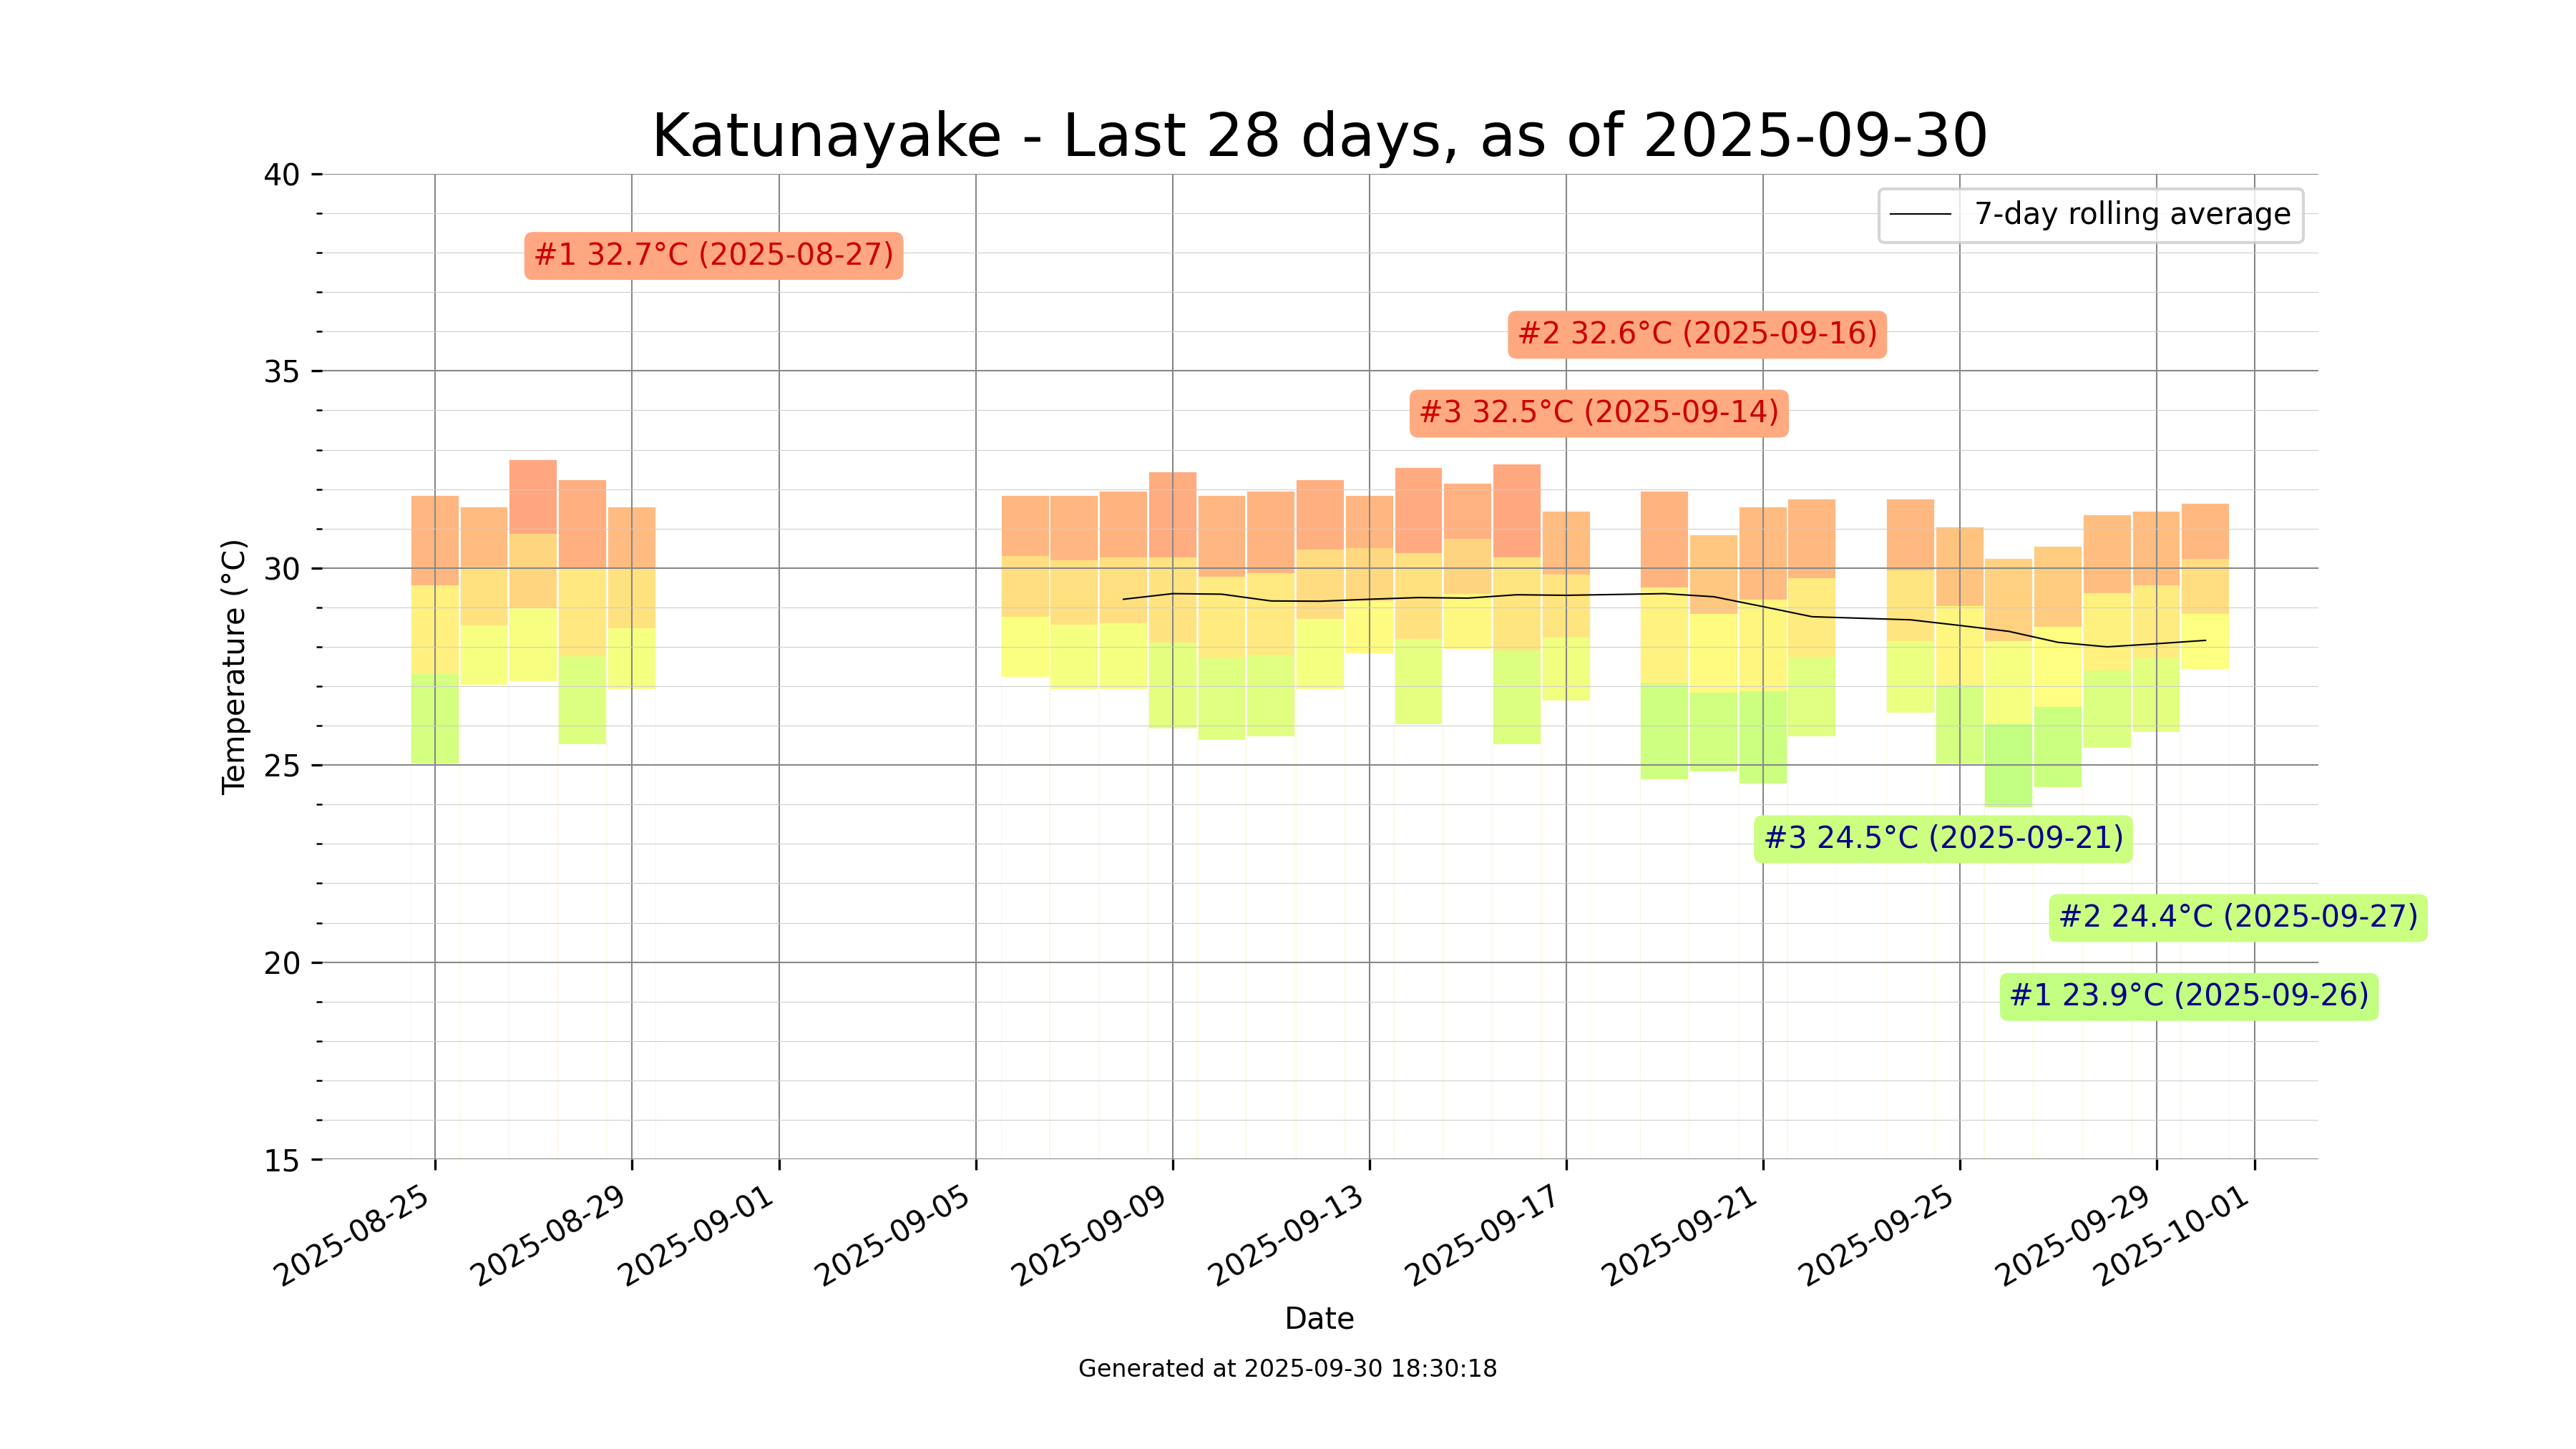 Katunayake - Last 28 days, as of 2025-09-30
7-day rolling average
#1 32.7°C (2025-08-27)
#2 32.6°C (2025-09-16)
#3 32.5°C (2025-09-14)
#3 24.5°C (2025-09-21)
#2 24.4°C (2025-09-27)
#1 23.9°C (2025-09-26)
Temperature (°C)
40
35
30
25
20
15
2025-08-25
2025-08-29
2025-09-01
2025-09-05
2025-09-09
2025-09-13
2025-09-17
2025-09-21
2025-09-25
2025-09-29
2025-10-01
Date
Generated at 2025-09-30 18:30:18